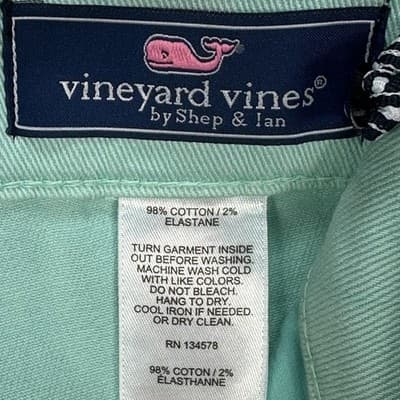 vineyard vines®
by Shep & Ian
98% COTTON / 2%
ELASTANE
TURN GARMENT INSIDE
OUT BEFORE WASHING.
MACHINE WASH COLD
WITH LIKE COLORS.
DO NOT BLEACH.
HANG TO DRY.
COOL IRON IF NEEDED.
OR DRY CLEAN.
RN 134578
98% COTON / 2%
ELASTHANNE